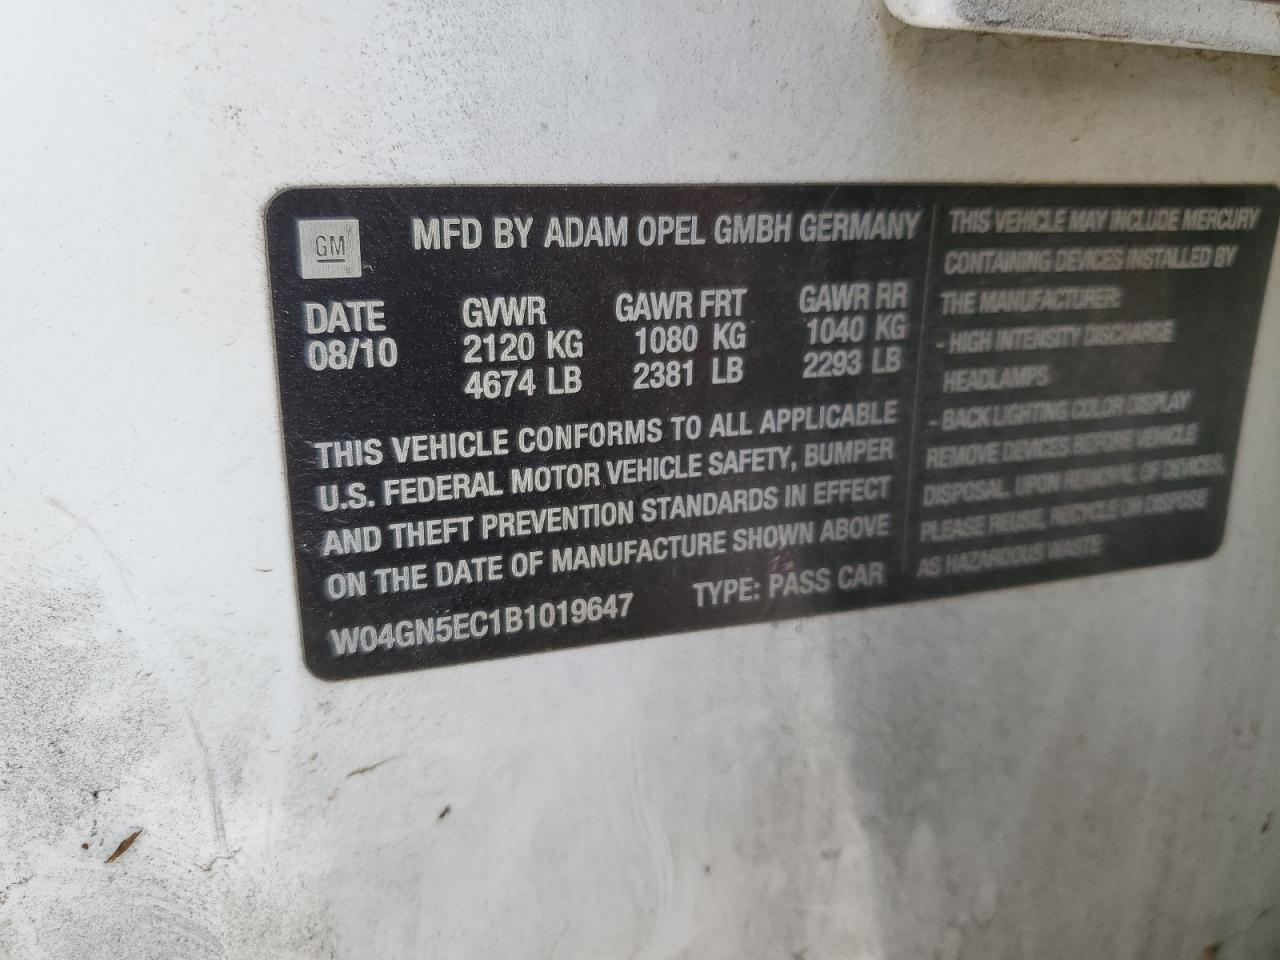 GM
MFD BY ADAM OPEL GMBH GERMANY
DATE GVWR GAWR FRT GAWR RR
08/10 2120 KG 1080 KG 1040 KG
4674 LB 2381 LB 2293 LB
THIS VEHICLE CONFORMS TO ALL APPLICABLE
U.S. FEDERAL MOTOR VEHICLE SAFETY, BUMPER
AND THEFT PREVENTION STANDARDS IN EFFECT
ON THE DATE OF MANUFACTURE SHOWN ABOVE
W04GN5EC1B1019647 TYPE: PASS CAR
THIS VEHICLE MAY INCLUDE MERCURY
CONTAINING DEVICES INSTALLED BY
THE MANUFACTURER:
- HIGH INTENSITY DISCHARGE
HEADLAMPS
- BACK LIGHTING COLOR DISPLAY
REMOVE DEVICES BEFORE VEHICLE
DISPOSAL. UPON REMOVAL OF DEVICES,
PLEASE REUSE, RECYCLE OR DISPOSE
AS HAZARDOUS WASTE